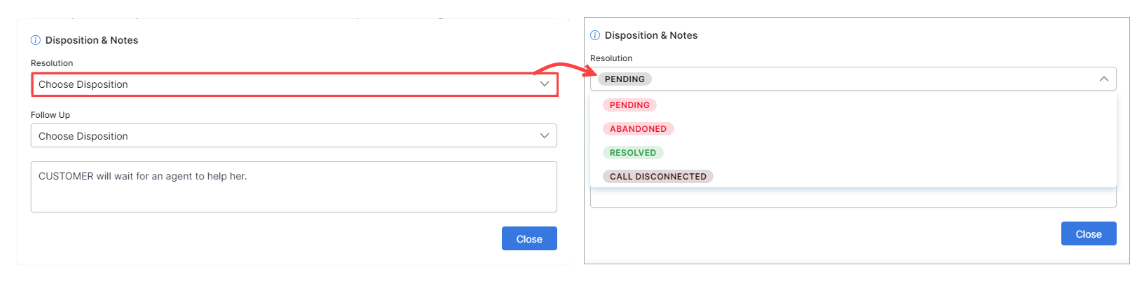 Disposition & Notes
Resolution
Choose Disposition
Follow Up
Choose Disposition
CUSTOMER will wait for an agent to help her.
Close
Disposition & Notes
Resolution
PENDING
PENDING
ABANDONED
RESOLVED
CALL DISCONNECTED
Close